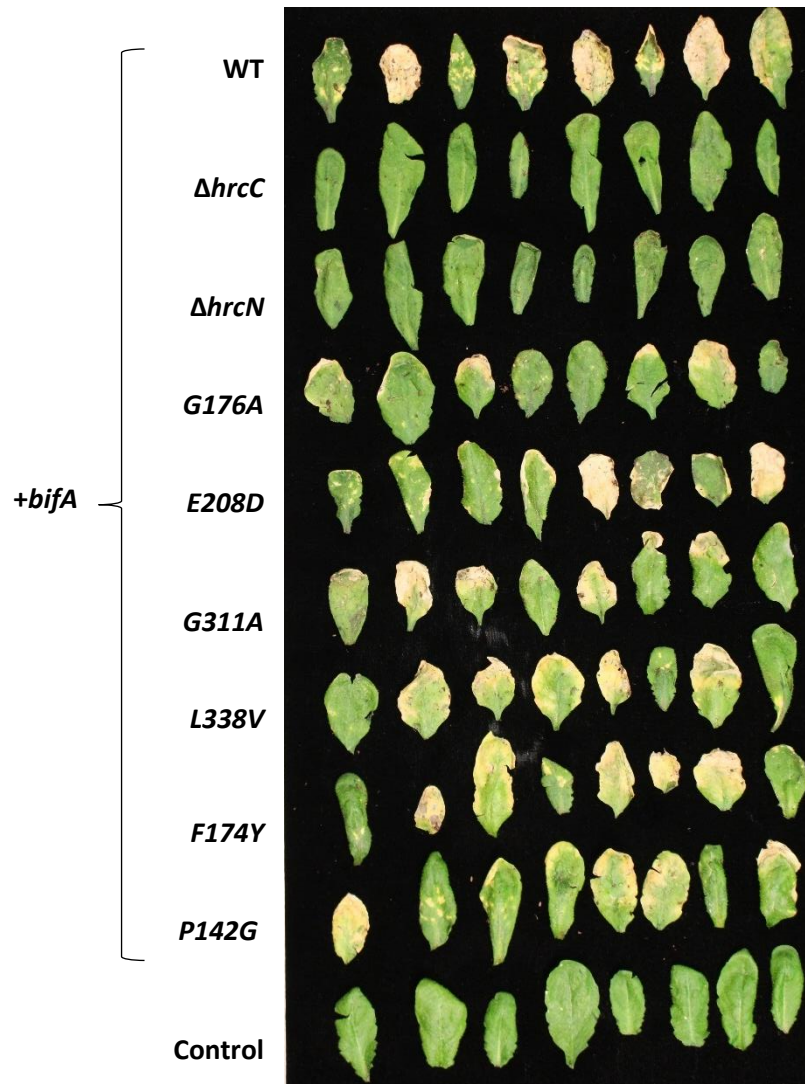 WT
ΔhrcC
ΔhrcN
G176A
+bifA
E208D
G311A
L338V
F174Y
P142G
Control